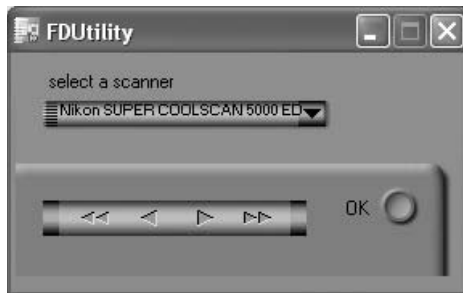 FDUtility
select a scanner
Nikon SUPER COOLSCAN 5000 ED
OK